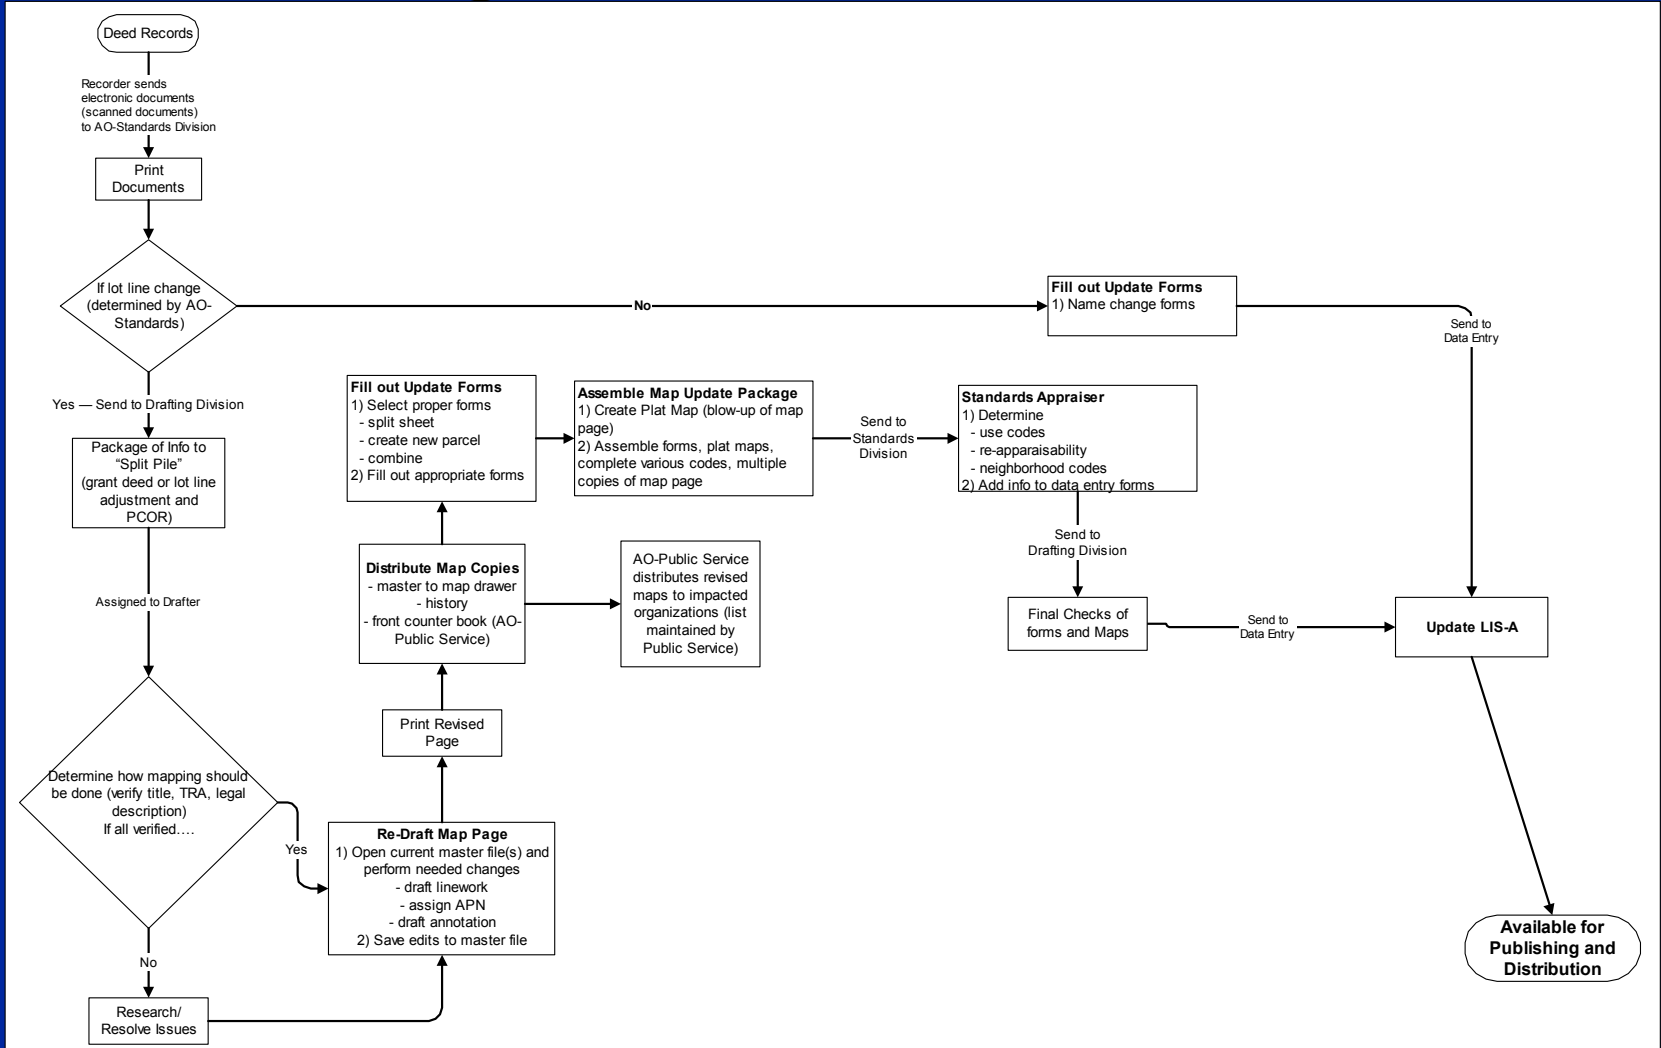 Deed Records
Recorder sends
electronic documents
(scanned documents)
to AO-Standards Division
Print
Documents
If lot line change
(determined by AO-
Standards)
No
Fill out Update Forms
1) Name change forms
Send to
Data Entry
Yes — Send to Drafting Division
Package of Info to
“Split Pile”
(grant deed or lot line
adjustment and
PCOR)
Assigned to Drafter
Determine how mapping should
be done (verify title, TRA, legal
description)
If all verified….
Yes
No
Research/
Resolve Issues
Re-Draft Map Page
1) Open current master file(s) and
perform needed changes
- draft linework
- assign APN
- draft annotation
2) Save edits to master file
Print Revised
Page
Distribute Map Copies
- master to map drawer
- history
- front counter book (AO-
Public Service)
AO-Public Service
distributes revised
maps to impacted
organizations (list
maintained by
Public Service)
Fill out Update Forms
1) Select proper forms
- split sheet
- create new parcel
- combine
2) Fill out appropriate forms
Assemble Map Update Package
1) Create Plat Map (blow-up of map
page)
2) Assemble forms, plat maps,
complete various codes, multiple
copies of map page
Send to
Standards
Division
Standards Appraiser
1) Determine
- use codes
- re-apparaisability
- neighborhood codes
2) Add info to data entry forms
Send to
Drafting Division
Final Checks of
forms and Maps
Send to
Data Entry
Update LIS-A
Available for
Publishing and
Distribution